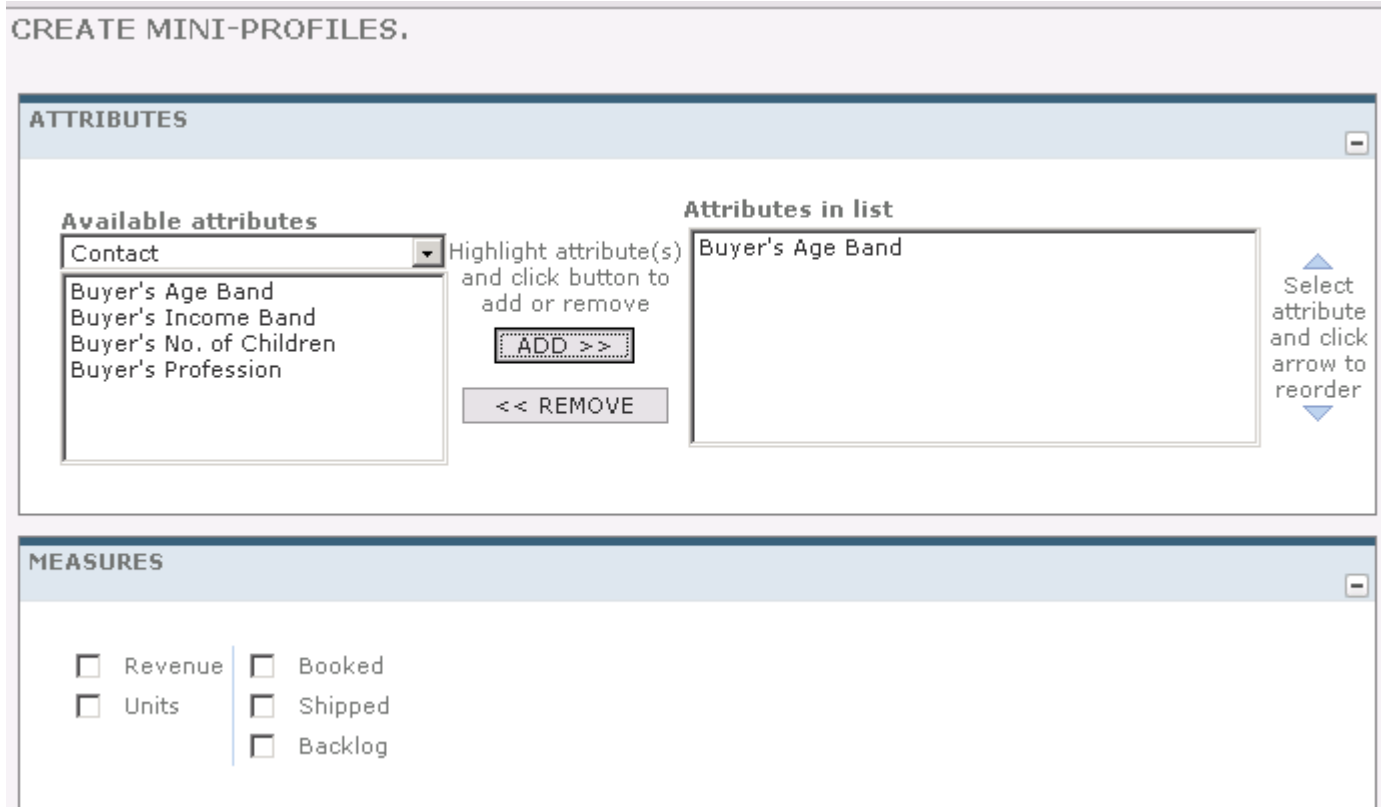 CREATE MINI-PROFILES.
ATTRIBUTES
Available attributes
Contact
Buyer's Age Band
Buyer's Income Band
Buyer's No. of Children
Buyer's Profession
Highlight attribute(s)
and click button to
add or remove
ADD >>
<< REMOVE
Attributes in list
Buyer's Age Band
Select
attribute
and click
arrow to
reorder
MEASURES
Revenue
Units
Booked
Shipped
Backlog